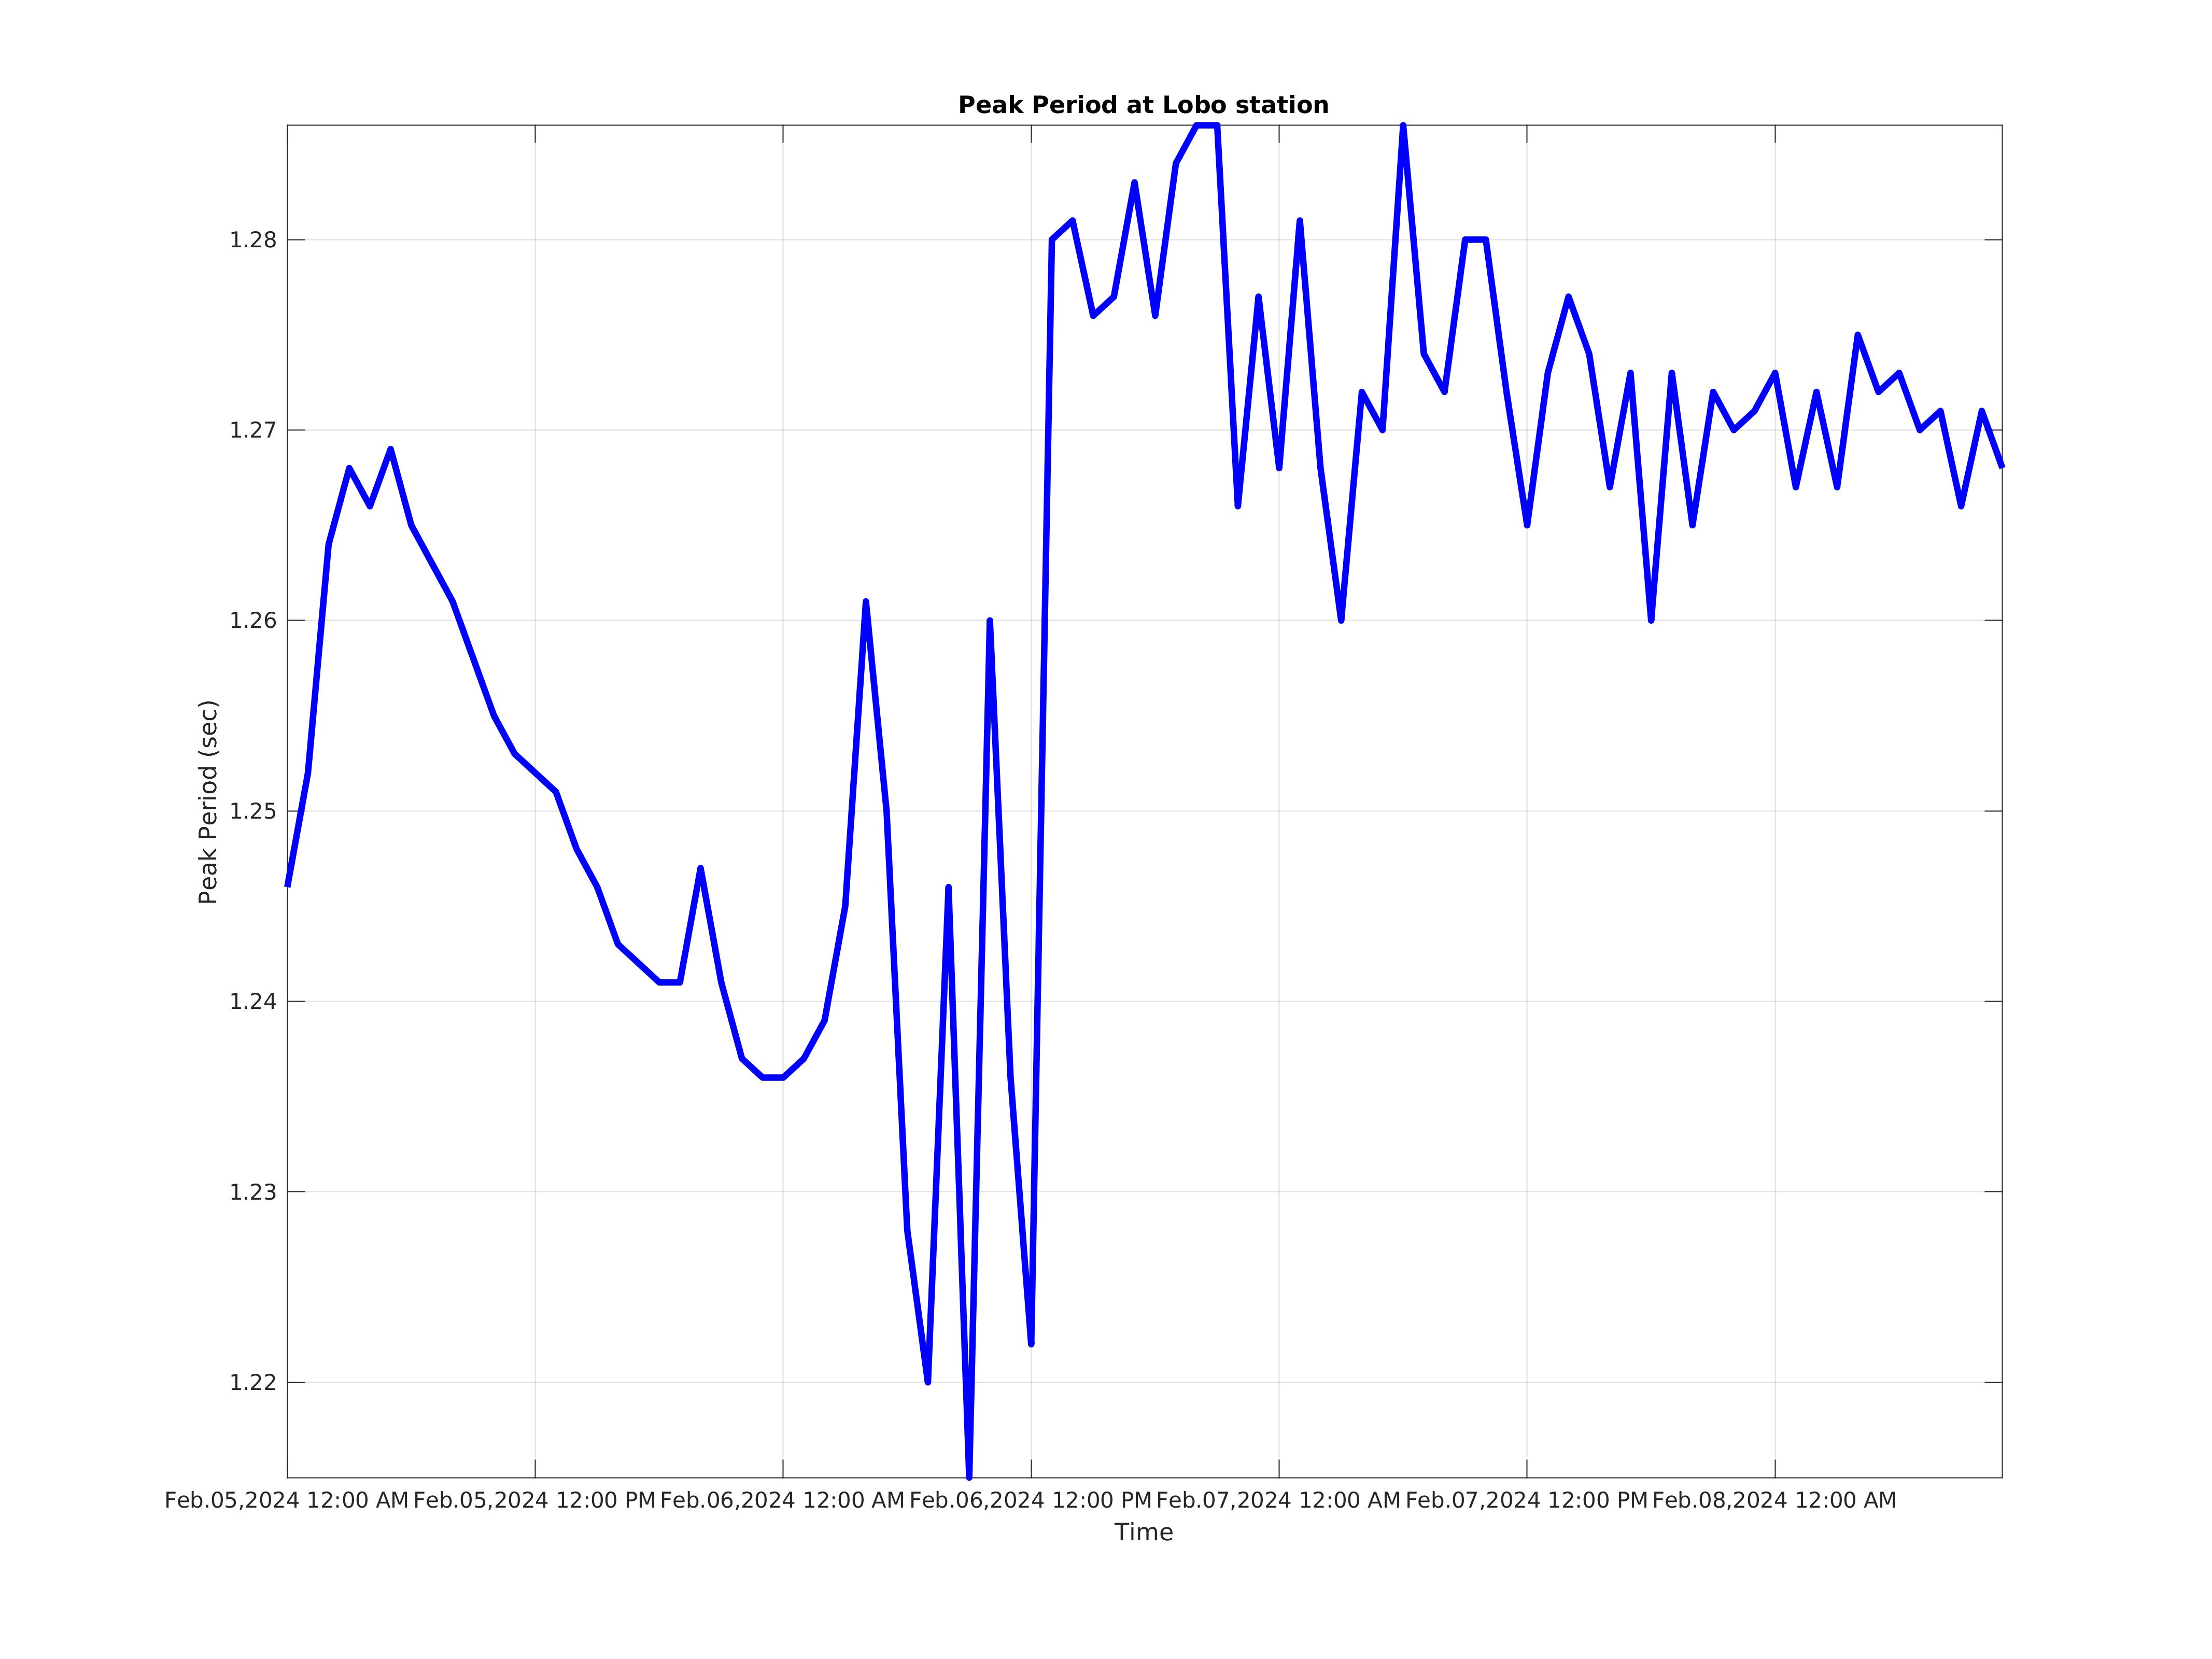 Peak Period at Lobo station
Peak Period (sec)
1.28
1.27
1.26
1.25
1.24
1.23
1.22
Feb.05,2024 12:00 AM Feb.05,2024 12:00 PM Feb.06,2024 12:00 AM Feb.06,2024 12:00 PM Feb.07,2024 12:00 AM Feb.07,2024 12:00 PM Feb.08,2024 12:00 AM
Time